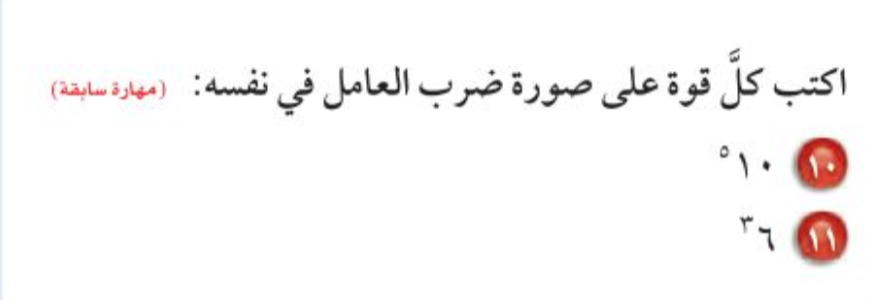 اكتب كلَّ قوة على صورة ضرب العامل في نفسه: (مهارة سابقة)
١٠ ١٠⁵
١١ ٦³